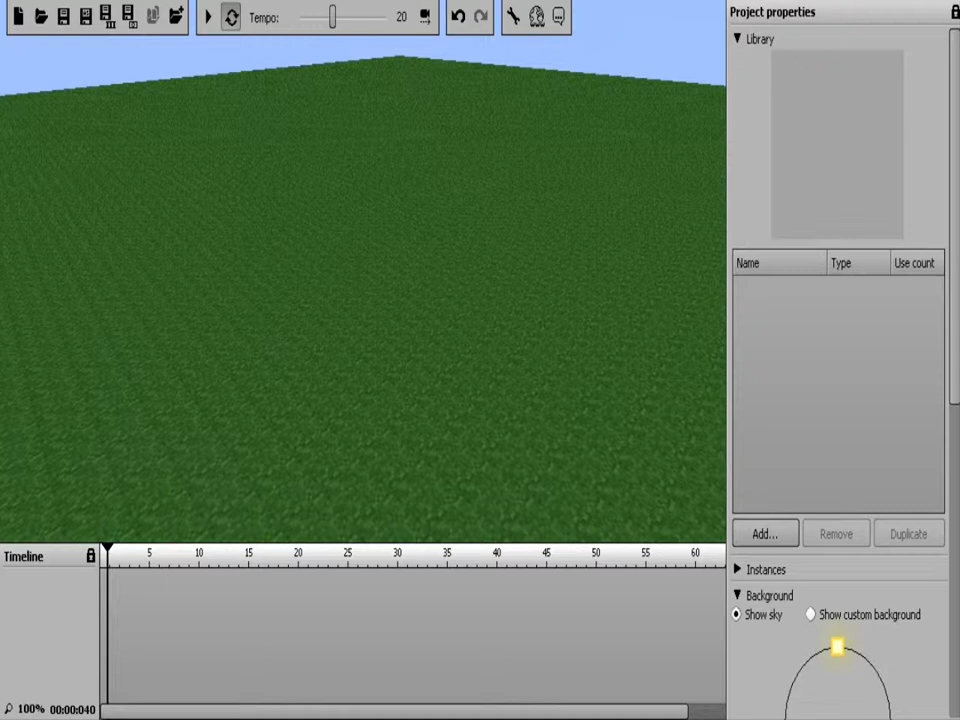 Tempo: 20
Project properties
Library
Name Type Use count
Add... Remove Duplicate
Instances
Background
Show sky Show custom background
Timeline
5 10 15 20 25 30 35 40 45 50 55 60
100% 00:00:040